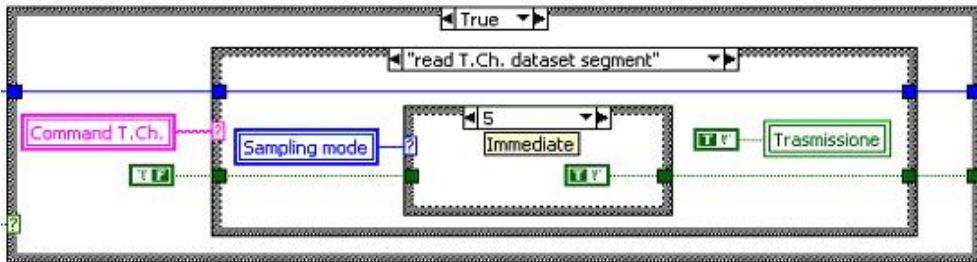 True
"read T.Ch. dataset segment"
5
Command T.Ch.
Sampling mode
Immediate
Trasmissione
T F
T F
T F
?
?
?